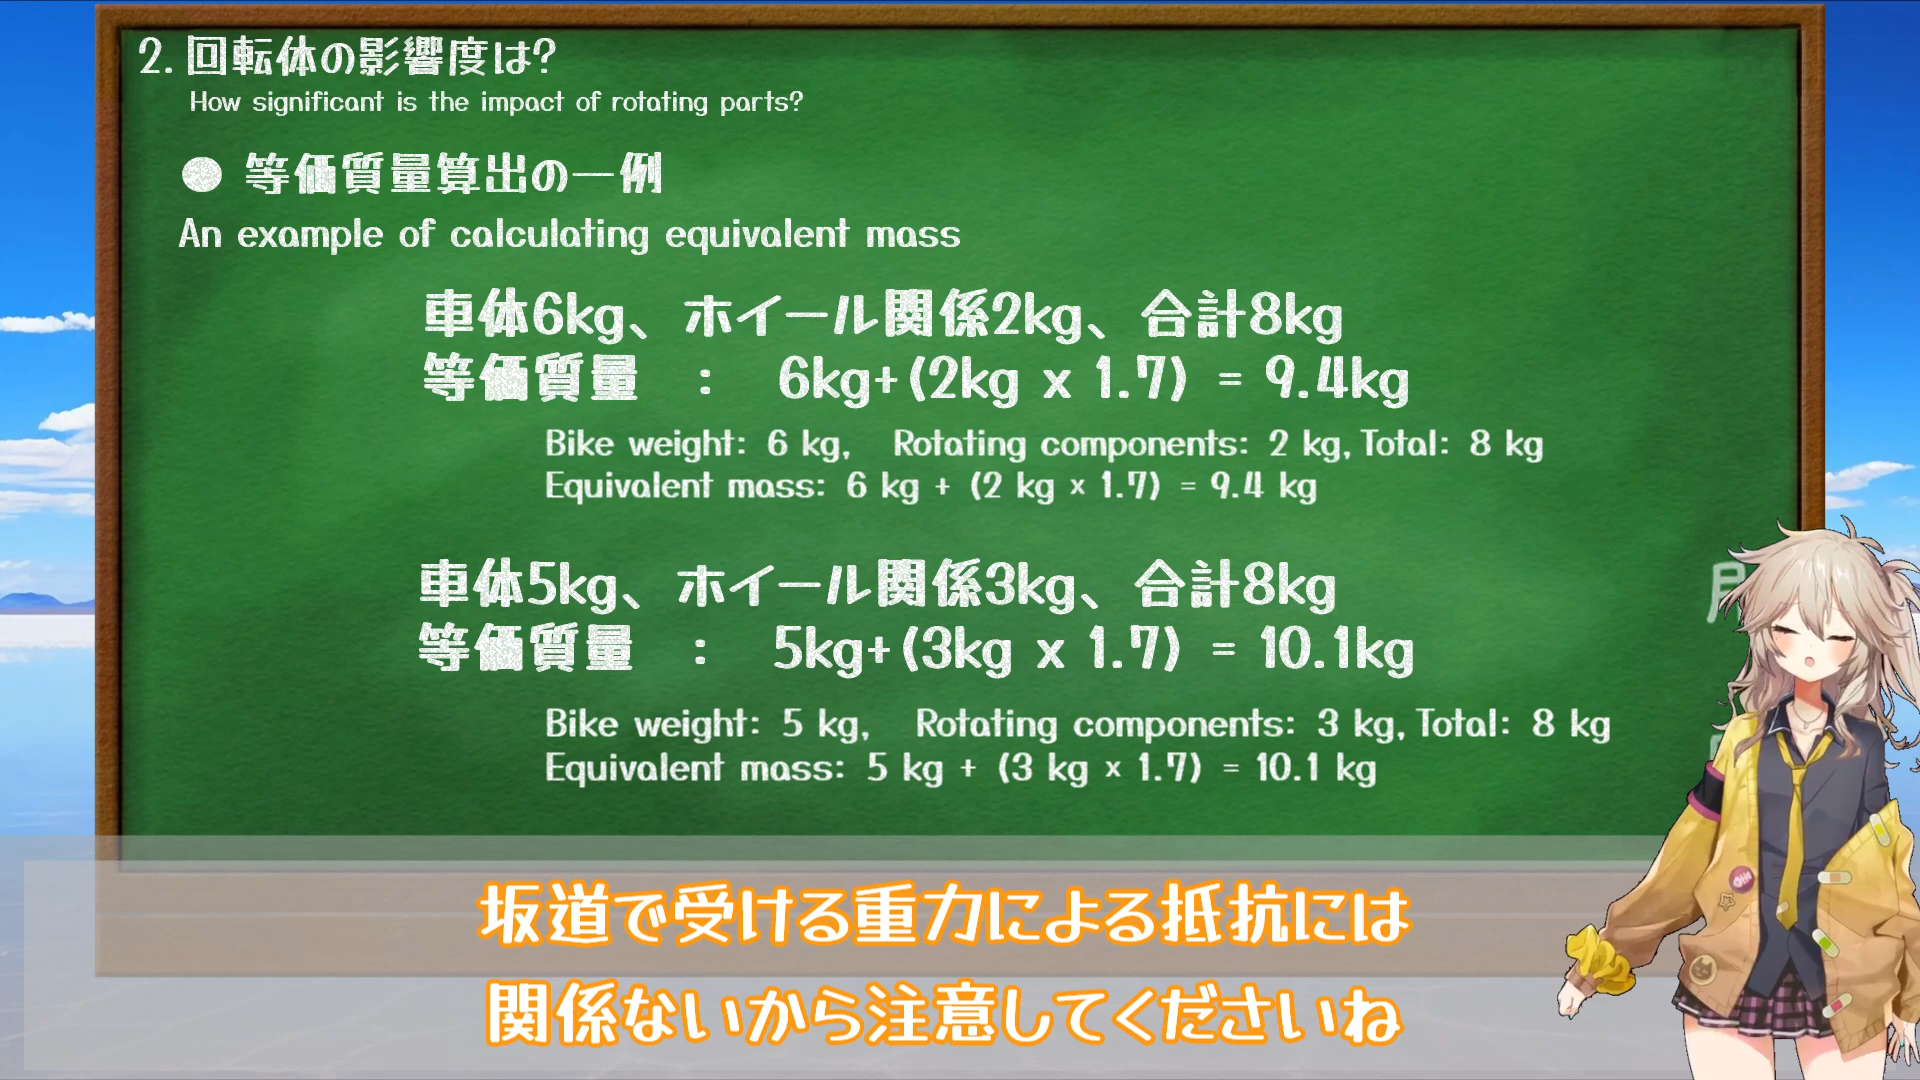 2. 回転体の影響度は?
How significant is the impact of rotating parts?
● 等価質量算出の一例
An example of calculating equivalent mass
車体6kg、ホイール関係2kg、合計8kg
等価質量 : 6kg+(2kg x 1.7) = 9.4kg
Bike weight: 6 kg, Rotating components: 2 kg, Total: 8 kg
Equivalent mass: 6 kg + (2 kg × 1.7) = 9.4 kg
車体5kg、ホイール関係3kg、合計8kg
等価質量 : 5kg+(3kg x 1.7) = 10.1kg
Bike weight: 5 kg, Rotating components: 3 kg, Total: 8 kg
Equivalent mass: 5 kg + (3 kg × 1.7) = 10.1 kg
坂道で受ける重力による抵抗には
関係ないから注意してくださいね